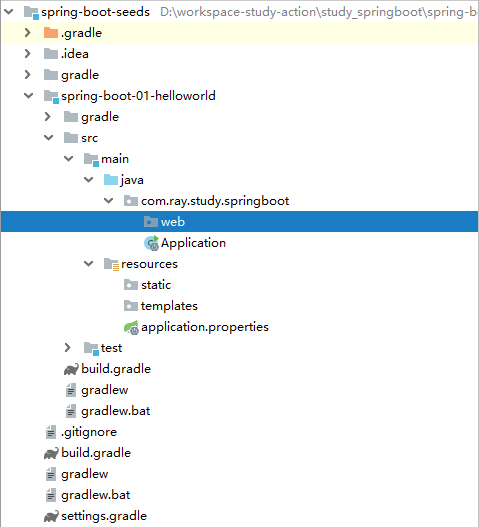 spring-boot-seeds D:\workspace-study-action\study_springboot\spring-b
.gradle
.idea
gradle
spring-boot-01-helloworld
gradle
src
main
java
com.ray.study.springboot
web
Application
resources
static
templates
application.properties
test
build.gradle
gradlew
gradlew.bat
.gitignore
build.gradle
gradlew
gradlew.bat
settings.gradle